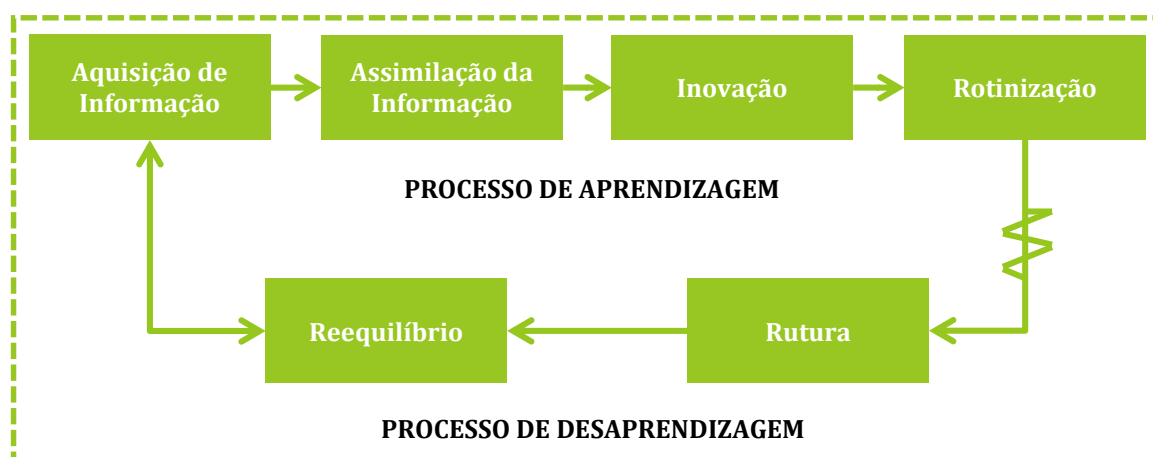 Aquisição de
Informação
Assimilação da
Informação
Inovação
Rotinização
PROCESSO DE APRENDIZAGEM
Reequilíbrio
Rutura
PROCESSO DE DESAPRENDIZAGEM